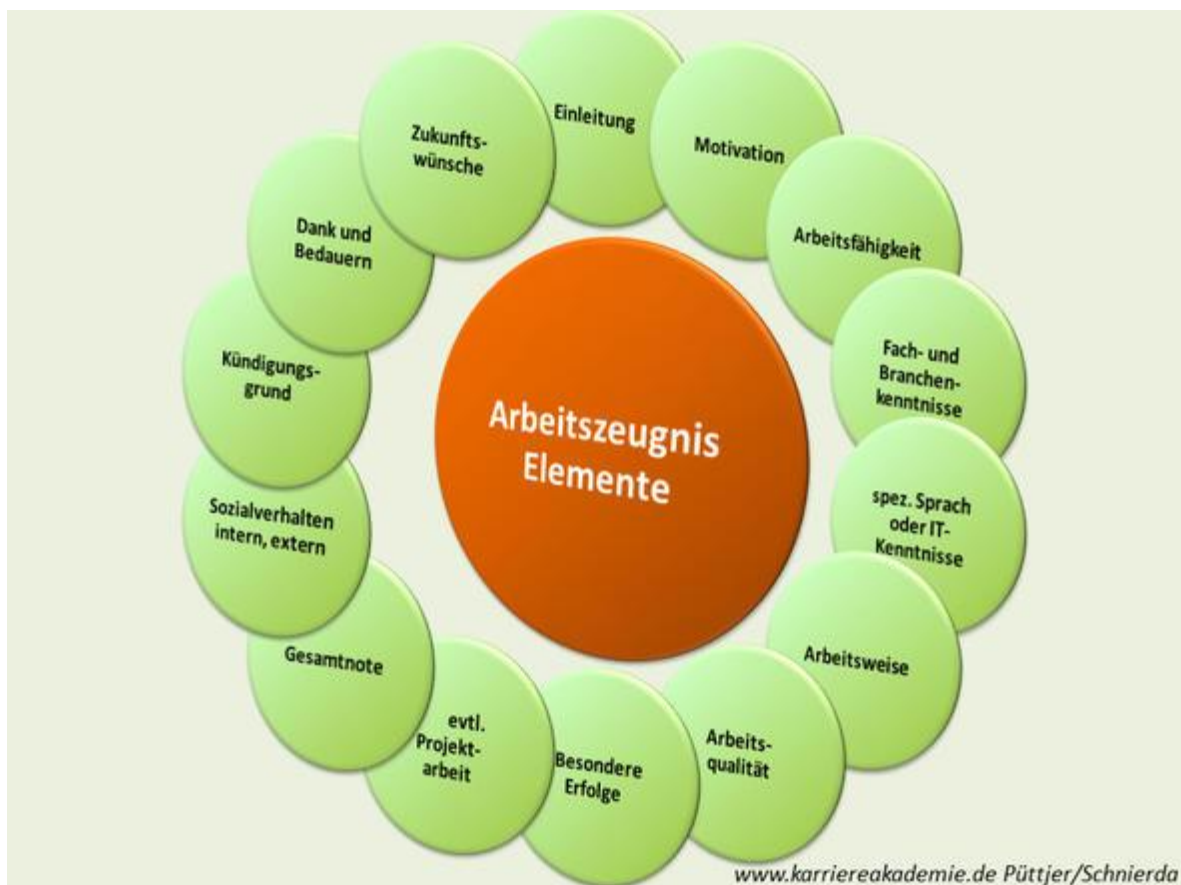 Arbeitszeugnis
Elemente
Einleitung
Motivation
Arbeitsfähigkeit
Fach- und
Branchen-
kenntnisse
spez. Sprach
oder IT-
Kenntnisse
Arbeitsweise
Arbeits-
qualität
Besondere
Erfolge
evtl.
Projekt-
arbeit
Gesamtnote
Sozialverhalten
intern, extern
Kündigungs-
grund
Dank und
Bedauern
Zukunfts-
wünsche
www.karriereakademie.de Püttjer/Schnierda